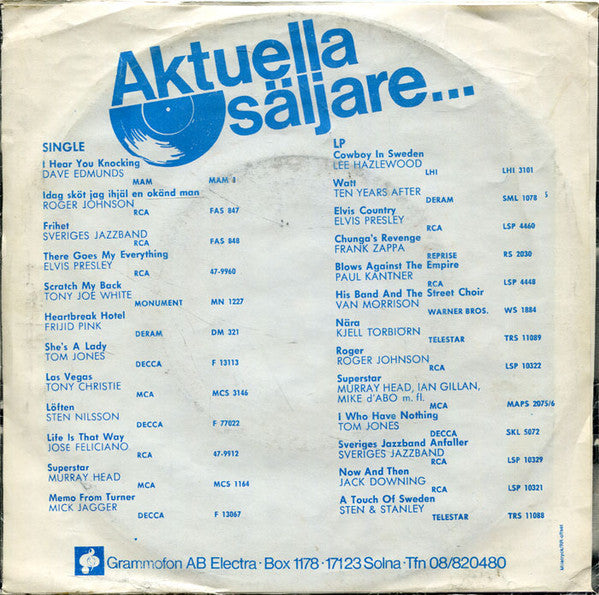 Aktuella
säljare...
SINGLE
I Hear You Knocking
DAVE EDMUNDS
MAM MAM 1
Idag sköt jag ihjäl en okänd man
ROGER JOHNSON
RCA FAS 847
Frihet
SVERIGES JAZZBAND
RCA FAS 848
There Goes My Everything
ELVIS PRESLEY
RCA 47-9960
Scratch My Back
TONY JOE WHITE
MONUMENT MN 1227
Heartbreak Hotel
FRIJID PINK
DERAM DM 321
She's A Lady
TOM JONES
DECCA F 13113
Las Vegas
TONY CHRISTIE
MCA MCS 3146
Löften
STEN NILSSON
DECCA F 77022
Life Is That Way
JOSE FELICIANO
RCA 47-9912
Superstar
MURRAY HEAD
MCA MCS 1164
Memo From Turner
MICK JAGGER
DECCA F 13067
LP
Cowboy In Sweden
LEE HAZLEWOOD
LHI LHI 3101
Watt
TEN YEARS AFTER
DERAM SML 1078
Elvis Country
ELVIS PRESLEY
RCA LSP 4460
Chunga's Revenge
FRANK ZAPPA
REPRISE RS 2030
Blows Against The Empire
PAUL KANTNER
RCA LSP 4448
His Band And The Street Choir
VAN MORRISON
WARNER BROS. WS 1884
Nära
KJELL TORBIÖRN
TELESTAR TRS 11089
Roger
ROGER JOHNSON
RCA LSP 10322
Superstar
MURRAY HEAD, IAN GILLAN,
MIKE d'ABO m. fl.
MCA MAPS 2075/6
I Who Have Nothing
TOM JONES
DECCA SKL 5072
Sveriges Jazzband Anfaller
SVERIGES JAZZBAND
RCA LSP 10329
Now And Then
JACK DOWNING
RCA LSP 10321
A Touch Of Sweden
STEN & STANLEY
TELESTAR TRS 11088
Grammofon AB Electra · Box 1178 · 171 23 Solna · Tfn 08/820480